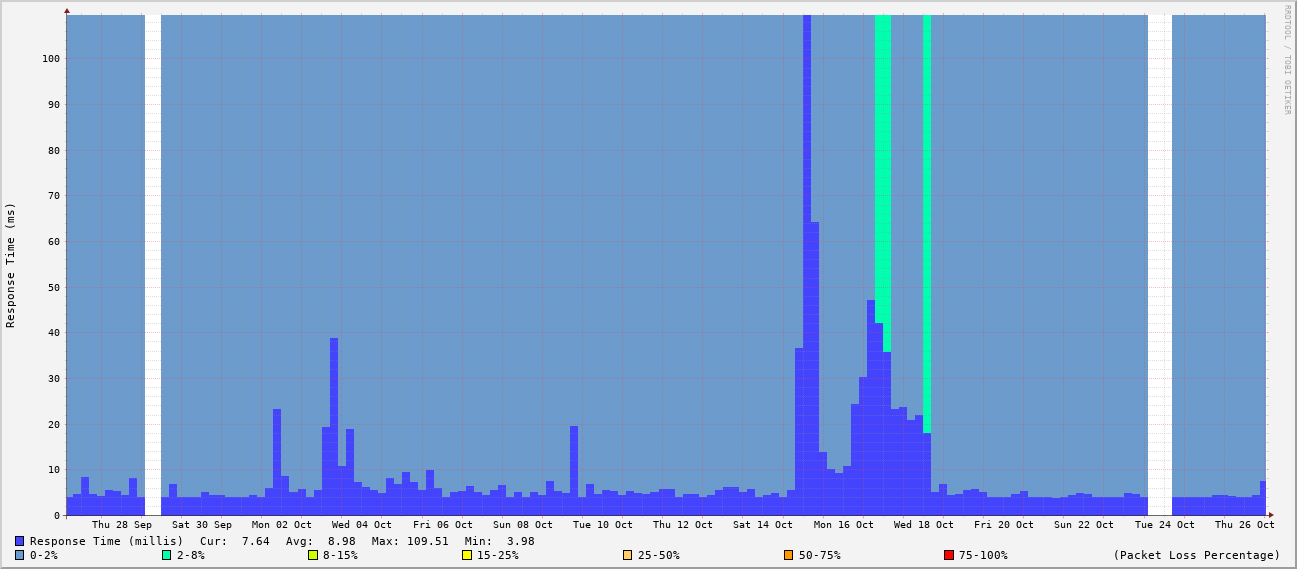 RRDTOOL / TOBI OETIKER
Response Time (ms)
100
90
80
70
60
50
40
30
20
10
0
Thu 28 Sep Sat 30 Sep Mon 02 Oct Wed 04 Oct Fri 06 Oct Sun 08 Oct Tue 10 Oct Thu 12 Oct Sat 14 Oct Mon 16 Oct Wed 18 Oct Fri 20 Oct Sun 22 Oct Tue 24 Oct Thu 26 Oct
Response Time (millis) Cur: 7.64 Avg: 8.98 Max: 109.51 Min: 3.98
0-2% 2-8% 8-15% 15-25% 25-50% 50-75% 75-100% (Packet Loss Percentage)